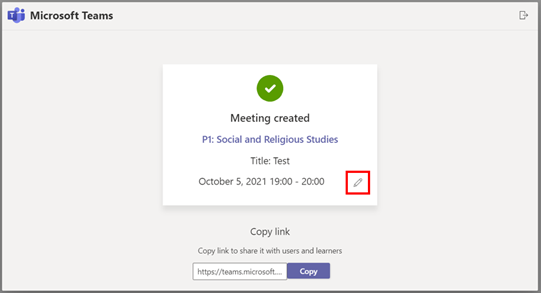 Microsoft Teams
Meeting created
P1: Social and Religious Studies
Title: Test
October 5, 2021 19:00 - 20:00
Copy link
Copy link to share it with users and learners
https://teams.microsoft.... Copy